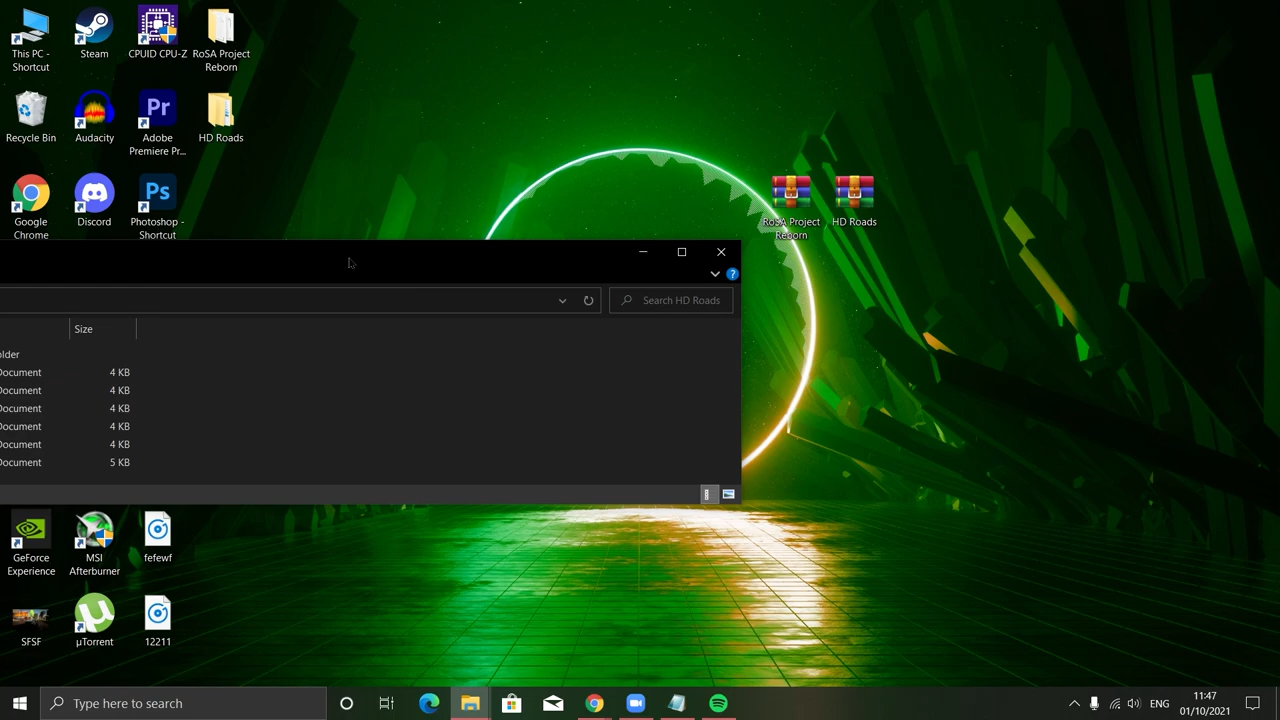 This PC -
Shortcut
Steam
CPUID CPU-Z
RoSA Project
Reborn
Recycle Bin
Audacity
Pr
Adobe
Premiere Pr...
HD Roads
Google
Chrome
Discord
Ps
Photoshop -
Shortcut
RoSA Project
Reborn
HD Roads
?
Search HD Roads
Size
older
Document 4 KB
Document 4 KB
Document 4 KB
Document 4 KB
Document 4 KB
Document 5 KB
GeForce
Experience
MSI
Afterburner
fefewf
SFSF
µTorrent
12211
Type here to search
ENG
11:47
01/10/2021